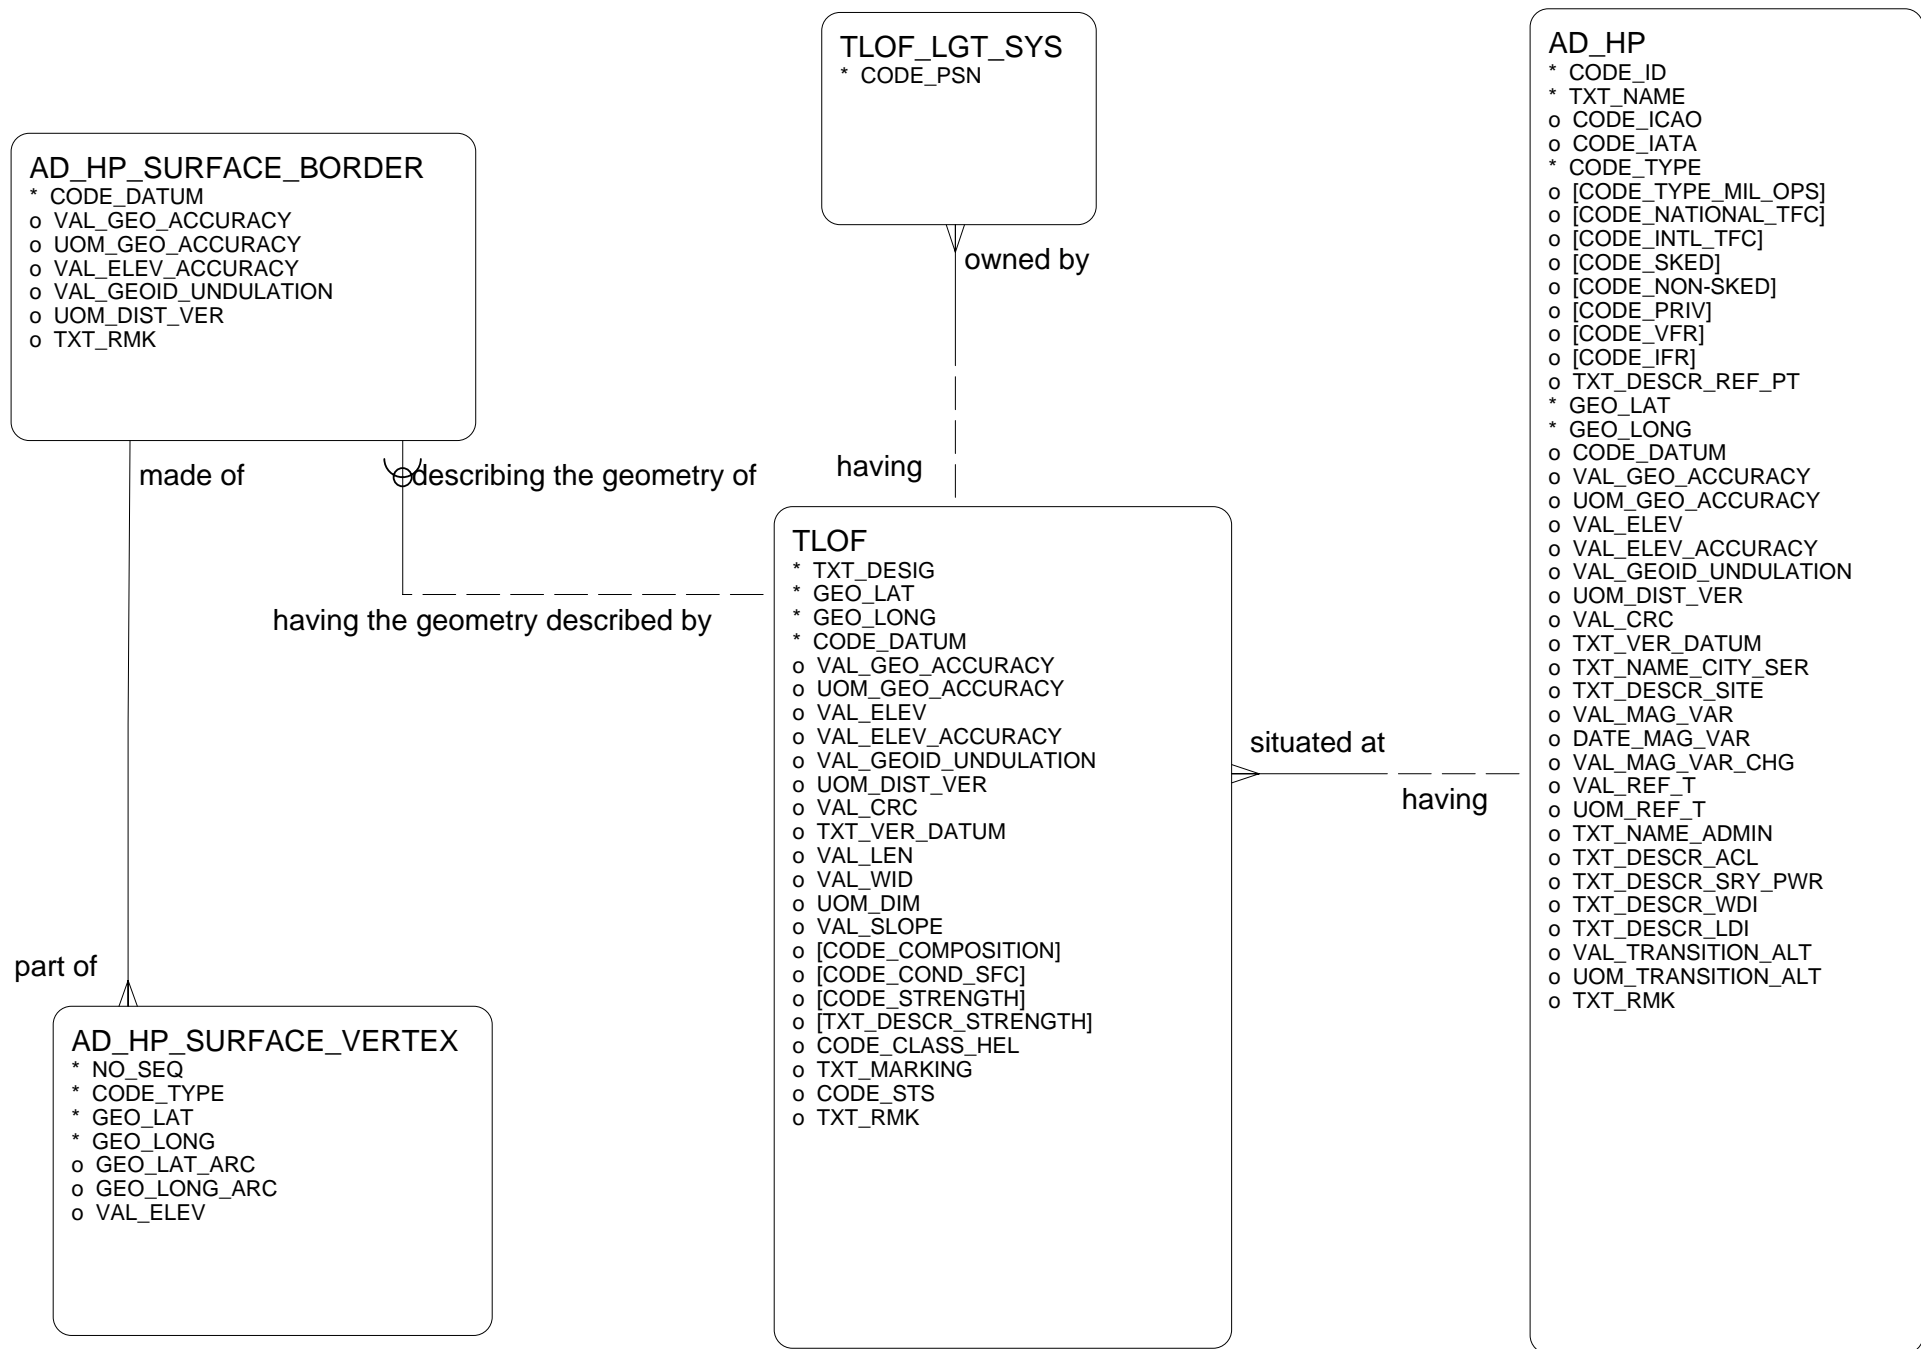 TLOF_LGT_SYS
* CODE_PSN
AD_HP_SURFACE_BORDER
* CODE_DATUM
o VAL_GEO_ACCURACY
o UOM_GEO_ACCURACY
o VAL_ELEV_ACCURACY
o VAL_GEOID_UNDULATION
o UOM_DIST_VER
o TXT_RMK
owned by
having
made of
describing the geometry of
having the geometry described by
part of
AD_HP_SURFACE_VERTEX
* NO_SEQ
* CODE_TYPE
* GEO_LAT
* GEO_LONG
o GEO_LAT_ARC
o GEO_LONG_ARC
o VAL_ELEV
TLOF
* TXT_DESIG
* GEO_LAT
* GEO_LONG
* CODE_DATUM
o VAL_GEO_ACCURACY
o UOM_GEO_ACCURACY
o VAL_ELEV
o VAL_ELEV_ACCURACY
o VAL_GEOID_UNDULATION
o UOM_DIST_VER
o VAL_CRC
o TXT_VER_DATUM
o VAL_LEN
o VAL_WID
o UOM_DIM
o VAL_SLOPE
o [CODE_COMPOSITION]
o [CODE_COND_SFC]
o [CODE_STRENGTH]
o [TXT_DESCR_STRENGTH]
o CODE_CLASS_HEL
o TXT_MARKING
o CODE_STS
o TXT_RMK
situated at
having
AD_HP
* CODE_ID
* TXT_NAME
o CODE_ICAO
o CODE_IATA
* CODE_TYPE
o [CODE_TYPE_MIL_OPS]
o [CODE_NATIONAL_TFC]
o [CODE_INTL_TFC]
o [CODE_SKED]
o [CODE_NON-SKED]
o [CODE_PRIV]
o [CODE_VFR]
o [CODE_IFR]
o TXT_DESCR_REF_PT
* GEO_LAT
* GEO_LONG
o CODE_DATUM
o VAL_GEO_ACCURACY
o UOM_GEO_ACCURACY
o VAL_ELEV
o VAL_ELEV_ACCURACY
o VAL_GEOID_UNDULATION
o UOM_DIST_VER
o VAL_CRC
o TXT_VER_DATUM
o TXT_NAME_CITY_SER
o TXT_DESCR_SITE
o VAL_MAG_VAR
o DATE_MAG_VAR
o VAL_MAG_VAR_CHG
o VAL_REF_T
o UOM_REF_T
o TXT_NAME_ADMIN
o TXT_DESCR_ACL
o TXT_DESCR_SRY_PWR
o TXT_DESCR_WDI
o TXT_DESCR_LDI
o VAL_TRANSITION_ALT
o UOM_TRANSITION_ALT
o TXT_RMK